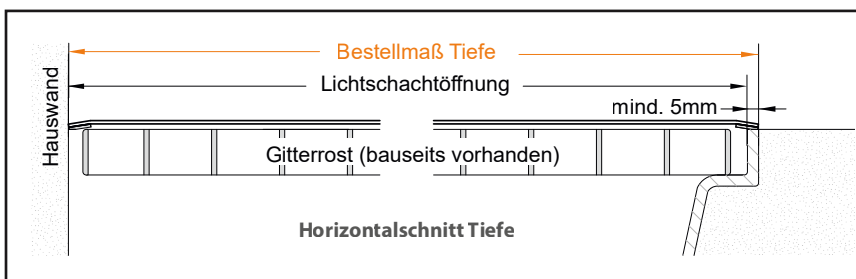 Bestellmaß Tiefe
Lichtschachtöffnung
mind. 5mm
Hauswand
Gitterrost (bauseits vorhanden)
Horizontalschnitt Tiefe